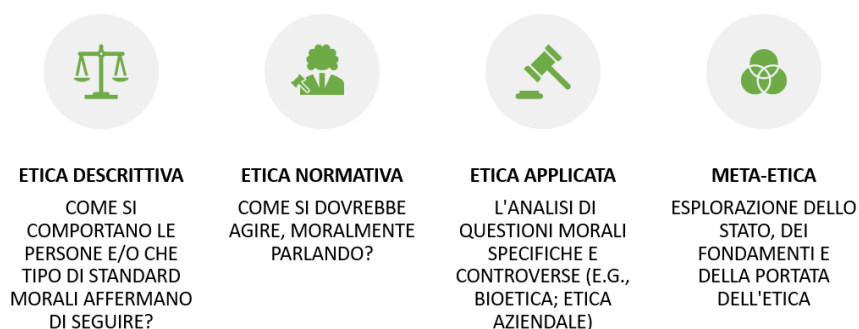 ETICA DESCRITTIVA
COME SI
COMPORTANO LE
PERSONE E/O CHE
TIPO DI STANDARD
MORALI AFFERMANO
DI SEGUIRE?
ETICA NORMATIVA
COME SI DOVREBBE
AGIRE, MORALMENTE
PARLANDO?
ETICA APPLICATA
L'ANALISI DI
QUESTIONI MORALI
SPECIFICHE E
CONTROVERSE (E.G.,
BIOETICA; ETICA
AZIENDALE)
META-ETICA
ESPLORAZIONE DELLO
STATO, DEI
FONDAMENTI E
DELLA PORTATA
DELL'ETICA